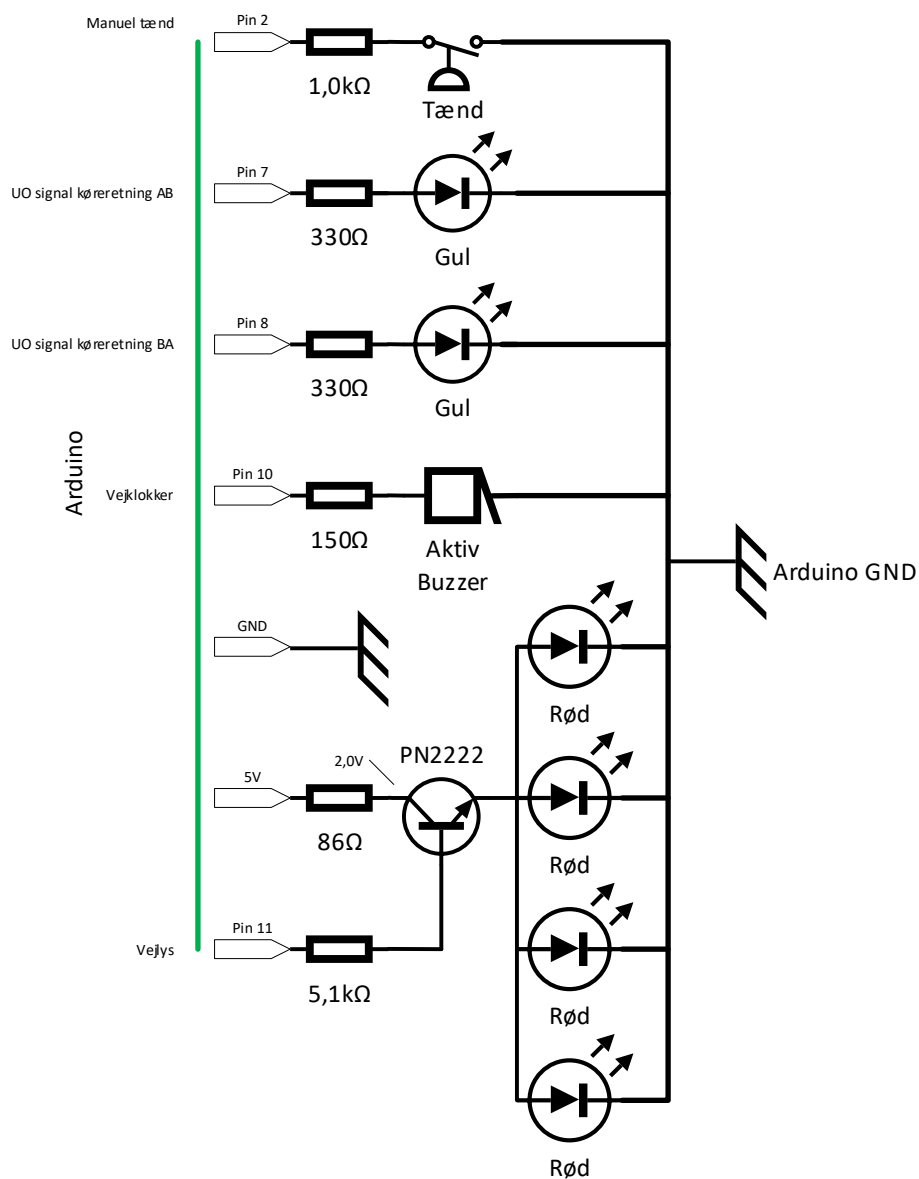 Manuel tænd
Pin 2
1,0kΩ
Tænd
UO signal køreretning AB
Pin 7
330Ω
Gul
UO signal køreretning BA
Pin 8
330Ω
Gul
Arduino
Vejklokker
Pin 10
150Ω
Aktiv
Buzzer
Arduino GND
GND
Rød
5V
2,0V
PN2222
86Ω
Rød
Vejlys
Pin 11
5,1kΩ
Rød
Rød